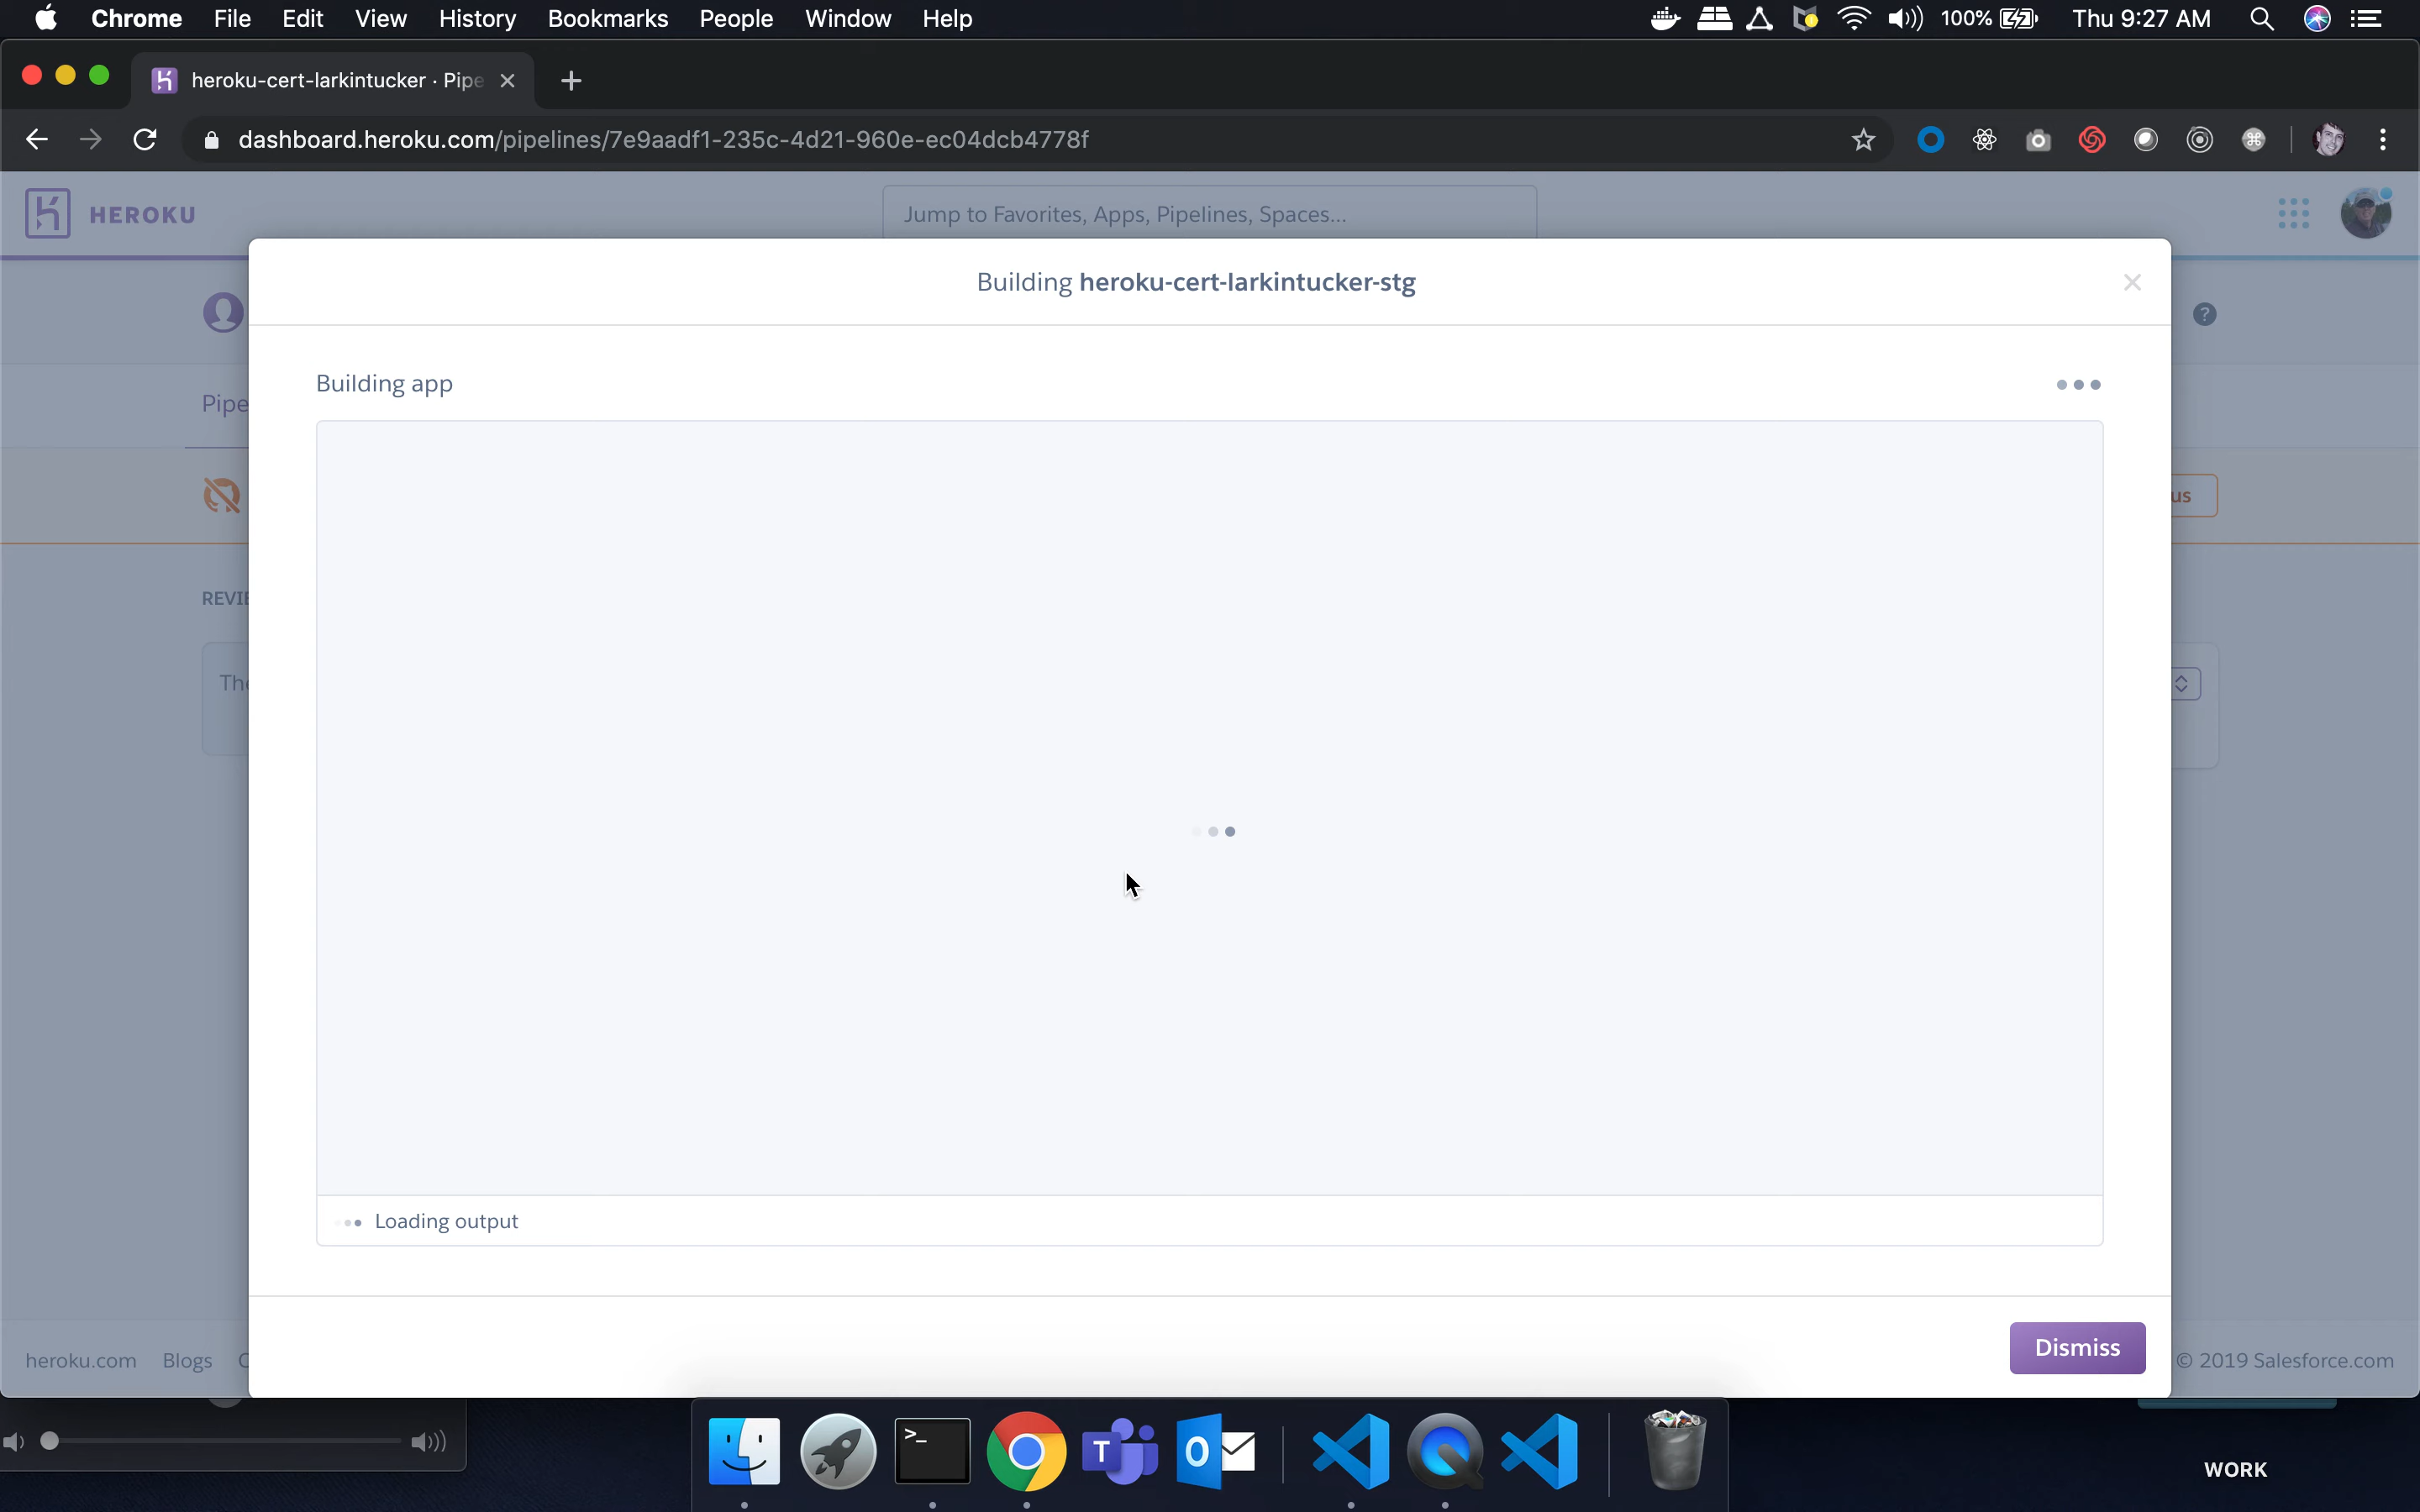 Chrome File Edit View History Bookmarks People Window Help 100% Thu 9:27 AM
heroku-cert-larkintucker · Pipe
dashboard.heroku.com/pipelines/7e9aadf1-235c-4d21-960e-ec04dcb4778f
HEROKU
Jump to Favorites, Apps, Pipelines, Spaces...
Building heroku-cert-larkintucker-stg
Building app
Pipe
us
REVIE
The
Loading output
Dismiss
heroku.com Blogs C
© 2019 Salesforce.com
WORK